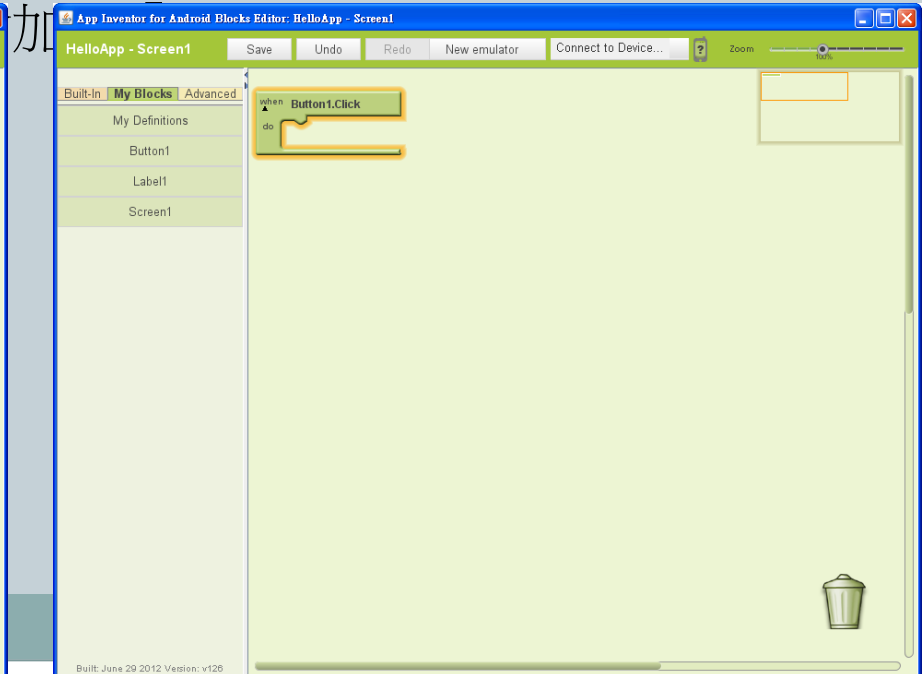 加
App Inventor for Android Blocks Editor: HelloApp - Screen1
HelloApp - Screen1 Save Undo Redo New emulator Connect to Device... ? Zoom 100%
Built-In My Blocks Advanced
My Definitions
Button1
Label1
Screen1
when Button1.Click
do
Built: June 29 2012 Version: v126